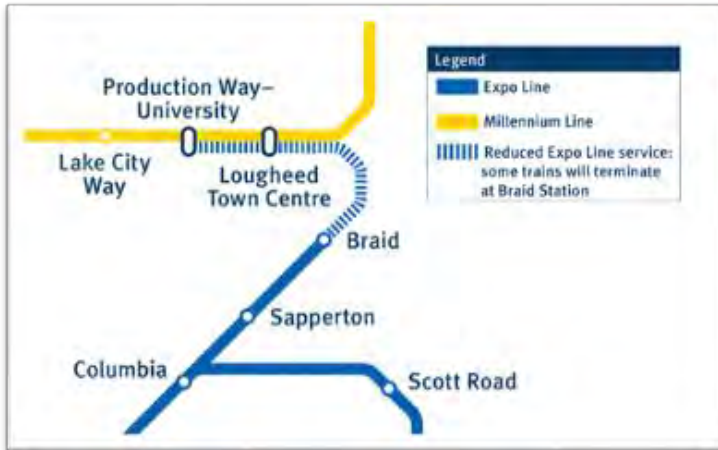 Production Way–
University
Lake City
Way
Lougheed
Town Centre
Braid
Sapperton
Columbia
Scott Road
Legend
Expo Line
Millennium Line
Reduced Expo Line service:
some trains will terminate
at Braid Station